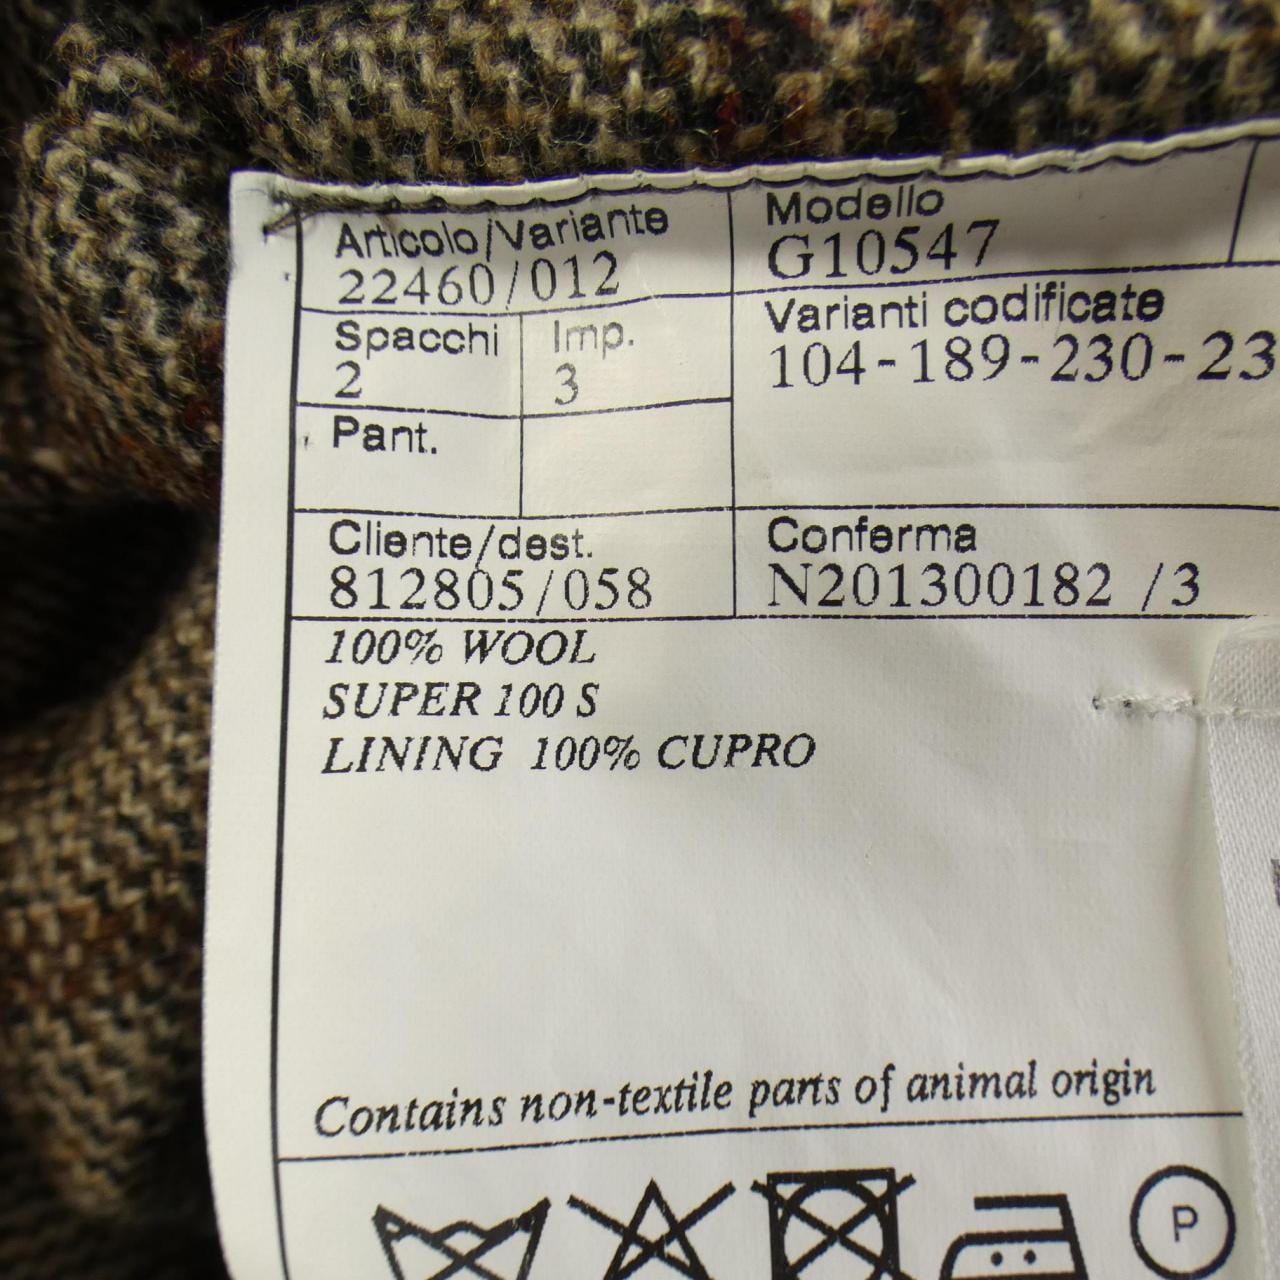 Articolo/Variante Modello
22460/012 G10547
Spacchi Imp. Varianti codificate
2 3 104-189-230-23
Pant.
Cliente/dest. Conferma
812805/058 N201300182 /3
100% WOOL
SUPER 100 S
LINING 100% CUPRO
Contains non-textile parts of animal origin
P